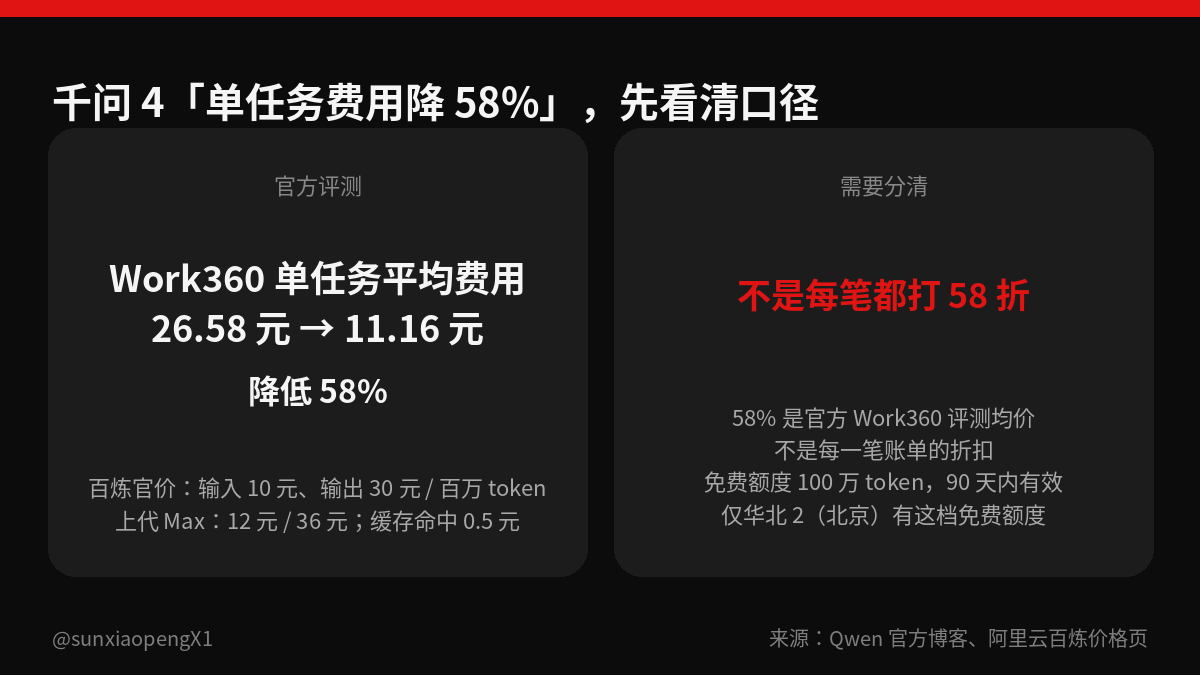 千问 4「单任务费用降 58%」，先看清口径
官方评测
Work360 单任务平均费用
26.58 元 → 11.16 元
降低 58%
百炼官价：输入 10 元、输出 30 元 / 百万 token
上代 Max：12 元 / 36 元；缓存命中 0.5 元
需要分清
不是每笔都打 58 折
58% 是官方 Work360 评测均价
不是每一笔账单的折扣
免费额度 100 万 token，90 天内有效
仅华北 2（北京）有这档免费额度
@sunxiaopengX1
来源：Qwen 官方博客、阿里云百炼价格页